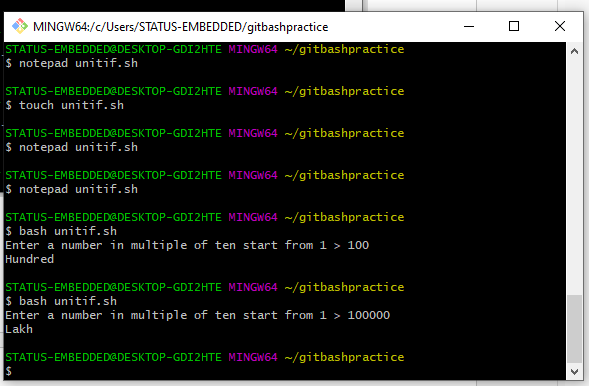 MINGW64:/c/Users/STATUS-EMBEDDED/gitbashpractice
STATUS-EMBEDDED@DESKTOP-GDI2HTE MINGW64 ~/gitbashpractice
$ notepad unitif.sh
STATUS-EMBEDDED@DESKTOP-GDI2HTE MINGW64 ~/gitbashpractice
$ touch unitif.sh
STATUS-EMBEDDED@DESKTOP-GDI2HTE MINGW64 ~/gitbashpractice
$ notepad unitif.sh
STATUS-EMBEDDED@DESKTOP-GDI2HTE MINGW64 ~/gitbashpractice
$ notepad unitif.sh
STATUS-EMBEDDED@DESKTOP-GDI2HTE MINGW64 ~/gitbashpractice
$ bash unitif.sh
Enter a number in multiple of ten start from 1 > 100
Hundred
STATUS-EMBEDDED@DESKTOP-GDI2HTE MINGW64 ~/gitbashpractice
$ bash unitif.sh
Enter a number in multiple of ten start from 1 > 100000
Lakh
STATUS-EMBEDDED@DESKTOP-GDI2HTE MINGW64 ~/gitbashpractice
$